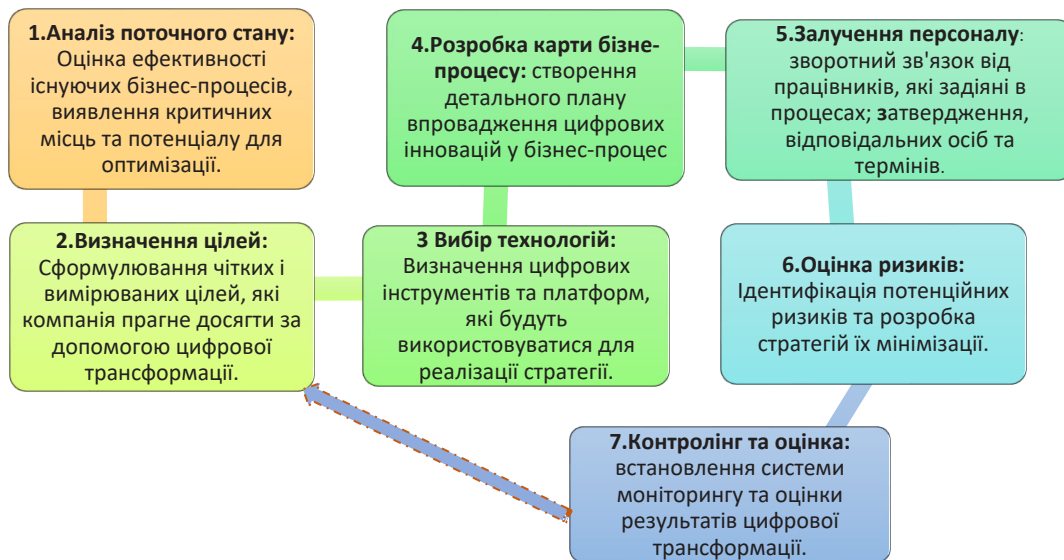 1.Аналіз поточного стану:
Оцінка ефективності
існуючих бізнес-процесів,
виявлення критичних
місць та потенціалу для
оптимізації.
2.Визначення цілей:
Сформулювання чітких і
вимірюваних цілей, які
компанія прагне досягти за
допомогою цифрової
трансформації.
3 Вибір технологій:
Визначення цифрових
інструментів та платформ,
які будуть
використовуватися для
реалізації стратегії.
4.Розробка карти бізне-
процесу: створення
детального плану
впровадження цифрових
інновацій у бізнес-процес
5.Залучення персоналу:
зворотний зв'язок від
працівників, які задіяні в
процесах; затвердження,
відповідальних осіб та
термінів.
6.Оцінка ризиків:
Ідентифікація потенційних
ризиків та розробка
стратегій їх мінімізації.
7.Контролінг та оцінка:
встановлення системи
моніторингу та оцінки
результатів цифрової
трансформації.